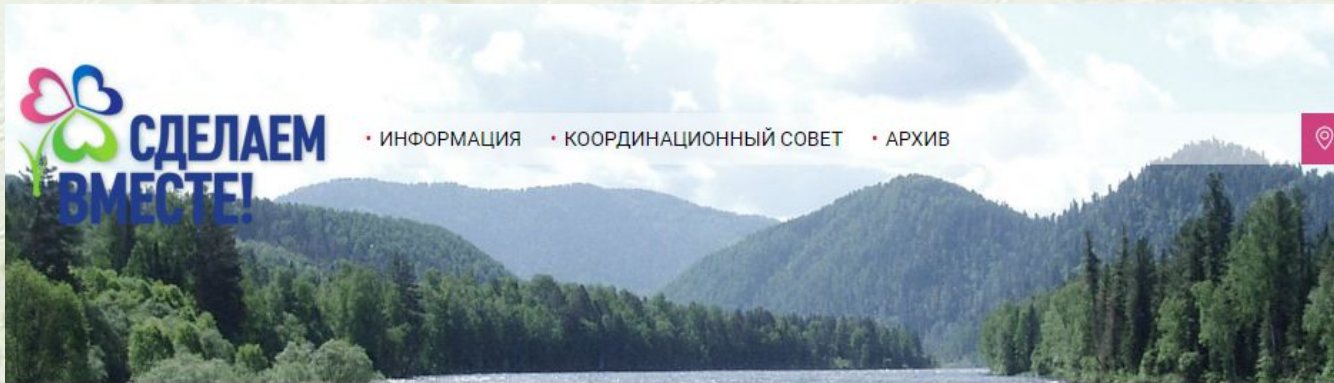 СДЕЛАЕМ
ВМЕСТЕ!
• ИНФОРМАЦИЯ • КООРДИНАЦИОННЫЙ СОВЕТ • АРХИВ